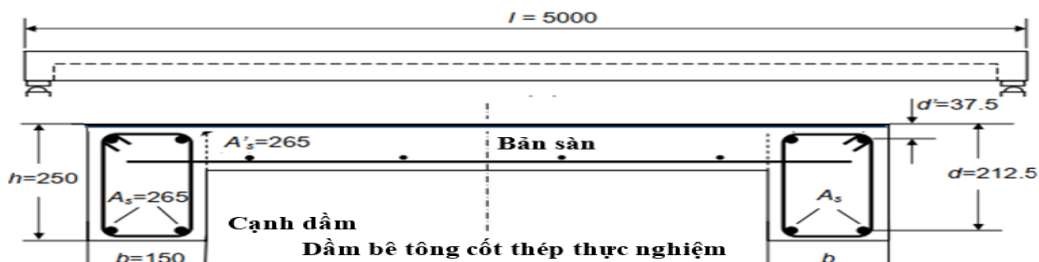 l = 5000
d'=37.5
A's=265
Bản sàn
h=250
d=212.5
As=265
As
Cạnh dầm
Dầm bê tông cốt thép thực nghiệm
b=150
b